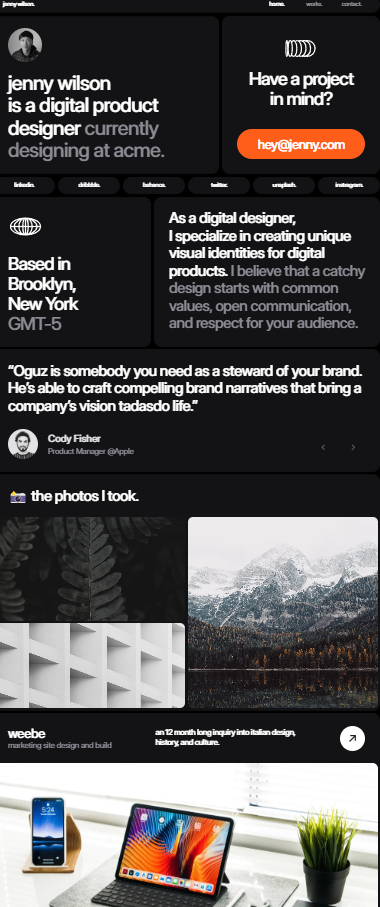 jenny wilson.
home.
works.
contact.
jenny wilson
is a digital product
designer currently
designing at acme.
Have a project
in mind?
hey@jenny.com
linkedin.
dribbble.
behance.
twitter.
unsplash.
instagram.
Based in
Brooklyn,
New York
GMT-5
As a digital designer,
I specialize in creating unique
visual identities for digital
products. I believe that a catchy
design starts with common
values, open communication,
and respect for your audience.
“Oguz is somebody you need as a steward of your brand.
He’s able to craft compelling brand narratives that bring a
company’s vision tadasdo life.”
Cody Fisher
Product Manager @Apple
the photos I took.
weebe
marketing site design and build
an 12 month long inquiry into italian design,
history, and culture.